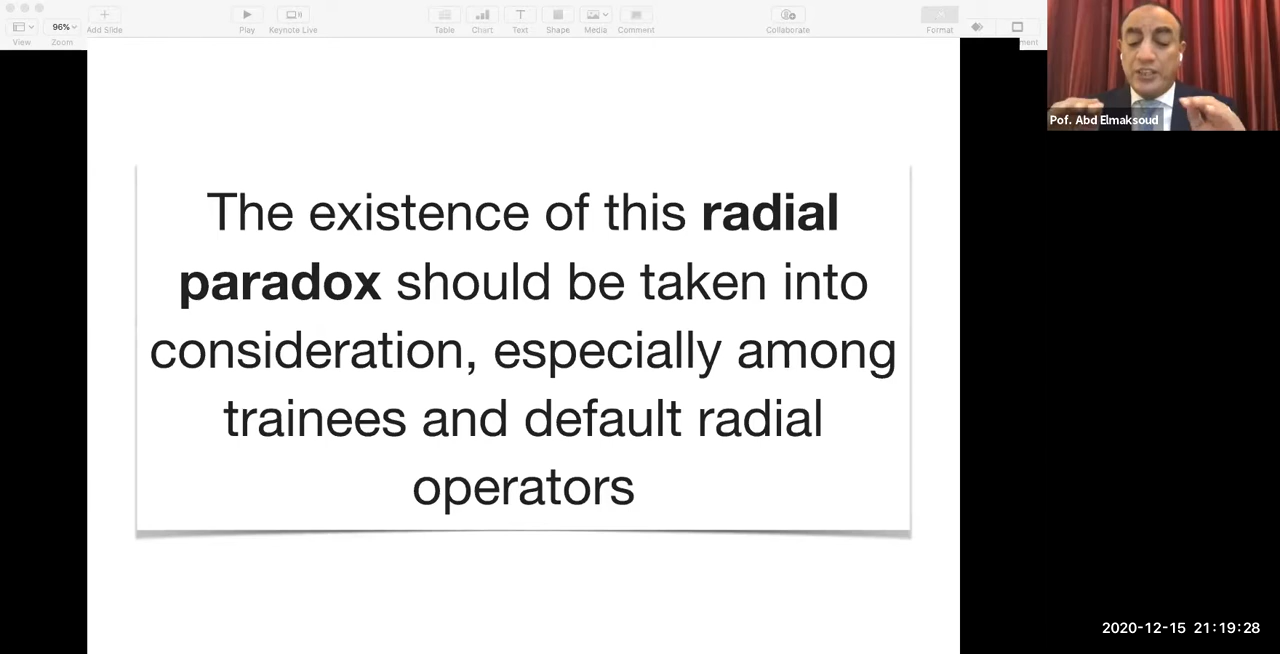 96%
View
Zoom
Add Slide
Play
Keynote Live
Table
Chart
Text
Shape
Media
Comment
Collaborate
Format
ment
Pof. Abd Elmaksoud
The existence of this radial
paradox should be taken into
consideration, especially among
trainees and default radial
operators
2020-12-15 21:19:28